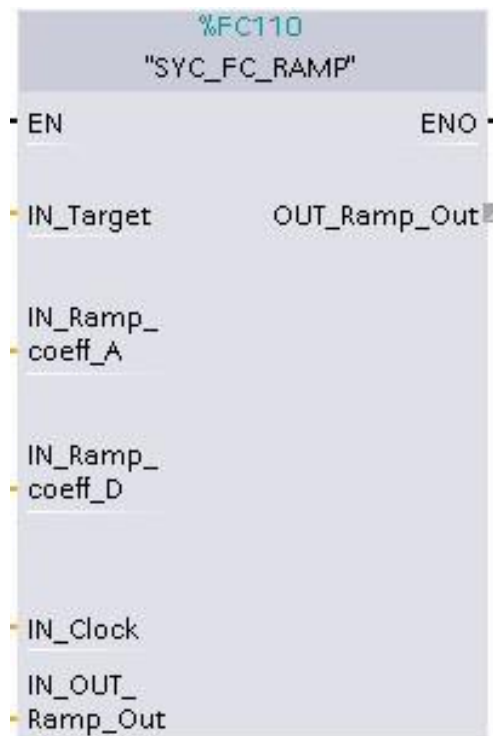 %FC110
"SYC_FC_RAMP"
EN ENO
IN_Target OUT_Ramp_Out
IN_Ramp_
coeff_A
IN_Ramp_
coeff_D
IN_Clock
IN_OUT_
Ramp_Out